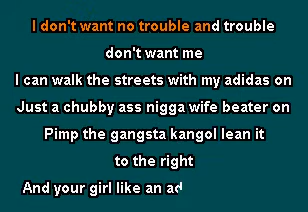 I don't want no trouble and trouble
don't want me
I can walk the streets with my adidas on
Just a chubby ass nigga wife beater on
Pimp the gangsta kangol lean it
to the right
And your girl like an